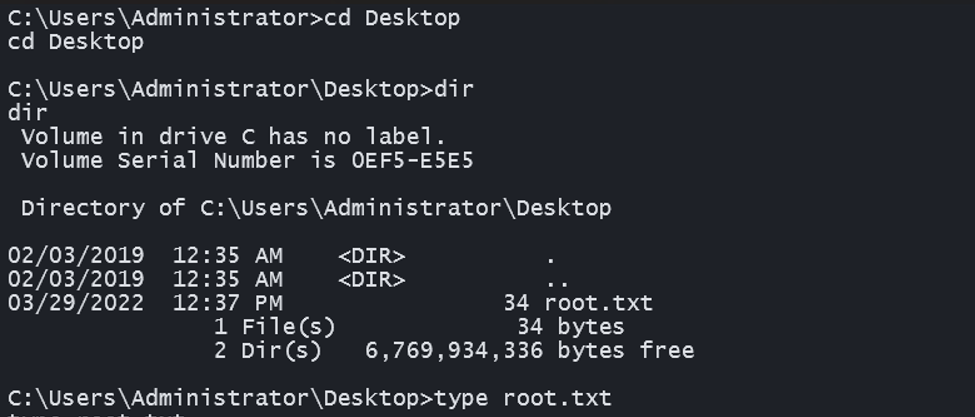 C:\Users\Administrator>cd Desktop
cd Desktop

C:\Users\Administrator\Desktop>dir
dir
 Volume in drive C has no label.
 Volume Serial Number is 0EF5-E5E5

 Directory of C:\Users\Administrator\Desktop

02/03/2019  12:35 AM    <DIR>          .
02/03/2019  12:35 AM    <DIR>          ..
03/29/2022  12:37 PM                34 root.txt
               1 File(s)             34 bytes
               2 Dir(s)   6,769,934,336 bytes free

C:\Users\Administrator\Desktop>type root.txt
type root.txt